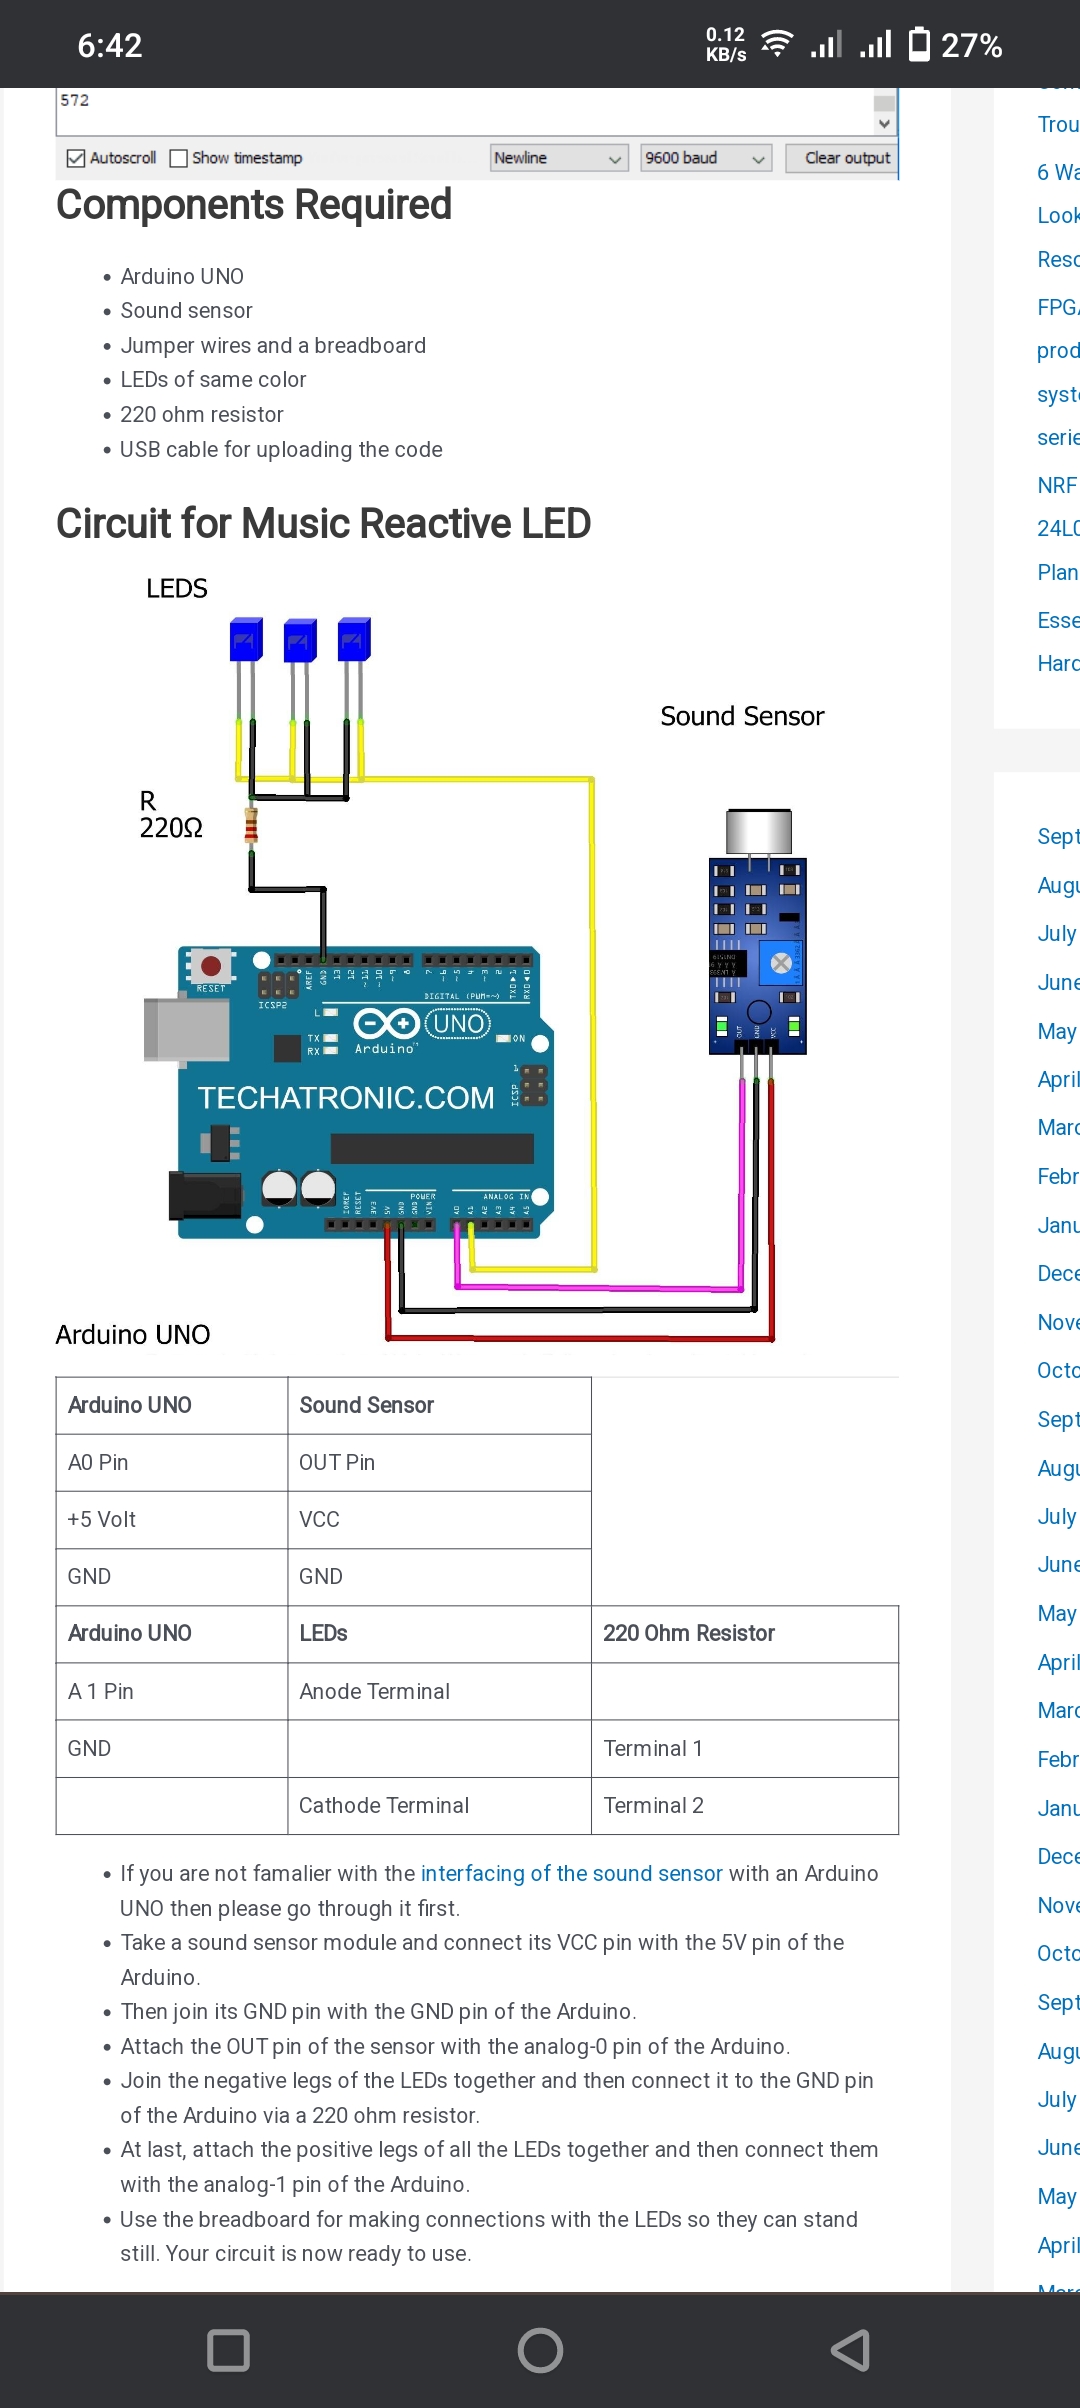 6:42
0.12
KB/s
27%
572
Autoscroll Show timestamp Newline 9600 baud Clear output
Components Required
Arduino UNO
Sound sensor
Jumper wires and a breadboard
LEDs of same color
220 ohm resistor
USB cable for uploading the code
Circuit for Music Reactive LED
LEDS
Sound Sensor
R
220Ω
RESET
ICSP2
AREF
GND
13
12
~11
~10
~9
8
7
~6
~5
4
~3
2
TXD▸1
RXD◂0
DIGITAL (PWM=~)
L
TX
RX
UNO
ON
Arduino
ICSP
1
TECHATRONIC.COM
IOREF
RESET
3V3
5V
GND
GND
VIN
POWER
ANALOG IN
A0
A1
A2
A3
A4
A5
OUT
GND
VCC
Arduino UNO
Arduino UNO Sound Sensor
A0 Pin OUT Pin
+5 Volt VCC
GND GND
Arduino UNO LEDs 220 Ohm Resistor
A 1 Pin Anode Terminal
GND Terminal 1
Cathode Terminal Terminal 2
If you are not famalier with the interfacing of the sound sensor with an Arduino
UNO then please go through it first.
Take a sound sensor module and connect its VCC pin with the 5V pin of the
Arduino.
Then join its GND pin with the GND pin of the Arduino.
Attach the OUT pin of the sensor with the analog-0 pin of the Arduino.
Join the negative legs of the LEDs together and then connect it to the GND pin
of the Arduino via a 220 ohm resistor.
At last, attach the positive legs of all the LEDs together and then connect them
with the analog-1 pin of the Arduino.
Use the breadboard for making connections with the LEDs so they can stand
still. Your circuit is now ready to use.
Trou
6 Wa
Look
Reso
FPGA
prod
syst
serie
NRF
24L0
Plan
Esse
Hard
Sept
Augu
July
June
May
April
Marc
Febr
Janu
Dece
Nove
Octo
Sept
Augu
July
June
May
April
Marc
Febr
Janu
Dece
Nove
Octo
Sept
Augu
July
June
May
April